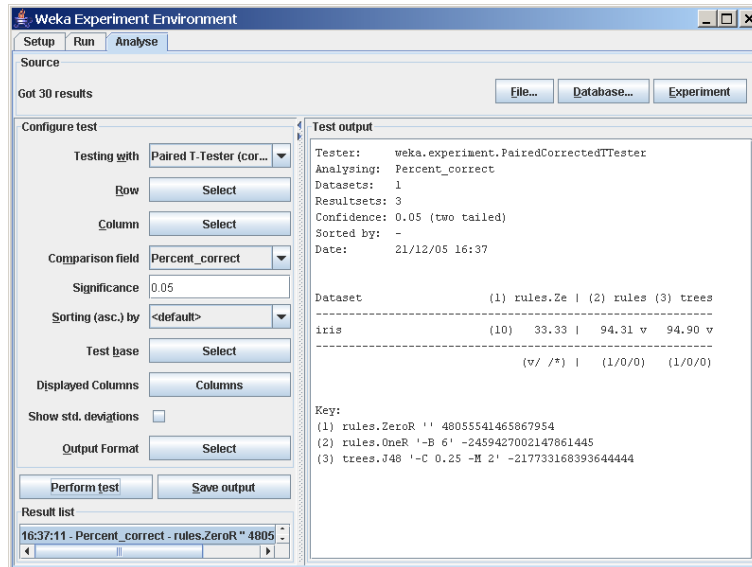 Weka Experiment Environment
Setup Run Analyse
Source
Got 30 results
File... Database... Experiment
Configure test
Testing with Paired T-Tester (cor...
Row Select
Column Select
Comparison field Percent_correct
Significance 0.05
Sorting (asc.) by <default>
Test base Select
Displayed Columns Columns
Show std. deviations
Output Format Select
Perform test Save output
Result list
16:37:11 - Percent_correct - rules.ZeroR '' 4805
Test output
Tester: weka.experiment.PairedCorrectedTTester
Analysing: Percent_correct
Datasets: 1
Resultsets: 3
Confidence: 0.05 (two tailed)
Sorted by: -
Date: 21/12/05 16:37
Dataset (1) rules.Ze | (2) rules (3) trees
----------------------------------------------------------
iris (10) 33.33 | 94.31 v 94.90 v
----------------------------------------------------------
(v/ /*) | (1/0/0) (1/0/0)
Key:
(1) rules.ZeroR '' 48055541465867954
(2) rules.OneR '-B 6' -2459427002147861445
(3) trees.J48 '-C 0.25 -M 2' -217733168393644444